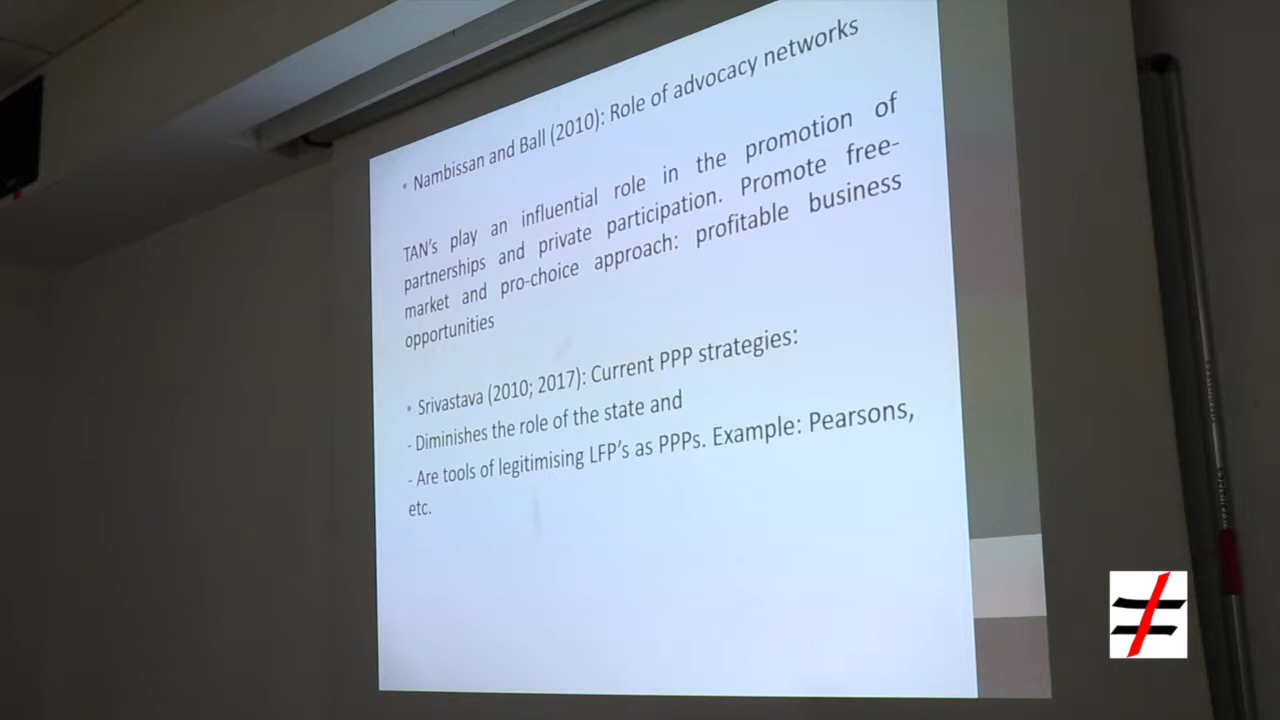 • Nambissan and Ball (2010): Role of advocacy networks
TAN's play an influential role in the promotion of
partnerships and private participation. Promote free-
market and pro-choice approach: profitable business
opportunities
• Srivastava (2010; 2017): Current PPP strategies:
- Diminishes the role of the state and
- Are tools of legitimising LFP's as PPPs. Example: Pearsons,
etc.